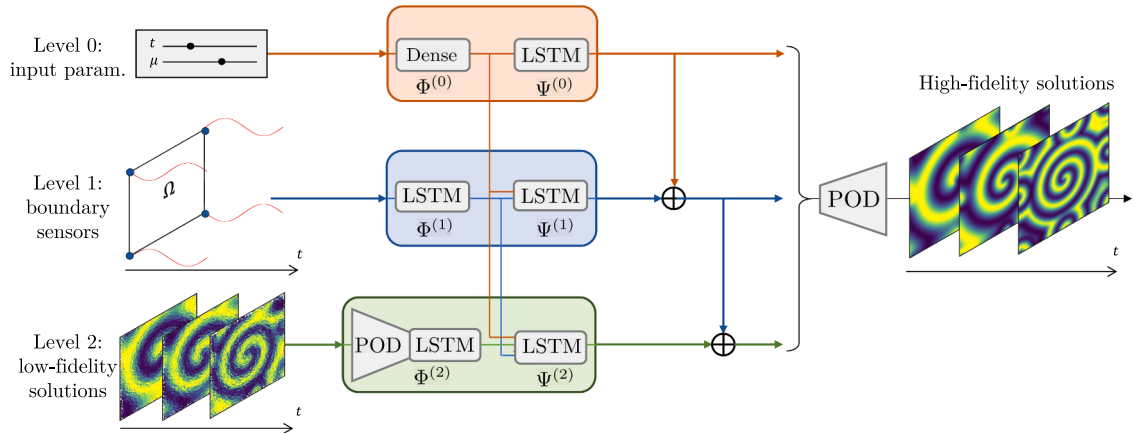 Level 0:
input param.
t
μ
Dense
Φ(0)
LSTM
Ψ(0)
High-fidelity solutions
Level 1:
boundary
sensors
Ω
t
LSTM
Φ(1)
LSTM
Ψ(1)
POD
t
Level 2:
low-fidelity
solutions
t
POD
LSTM
Φ(2)
LSTM
Ψ(2)